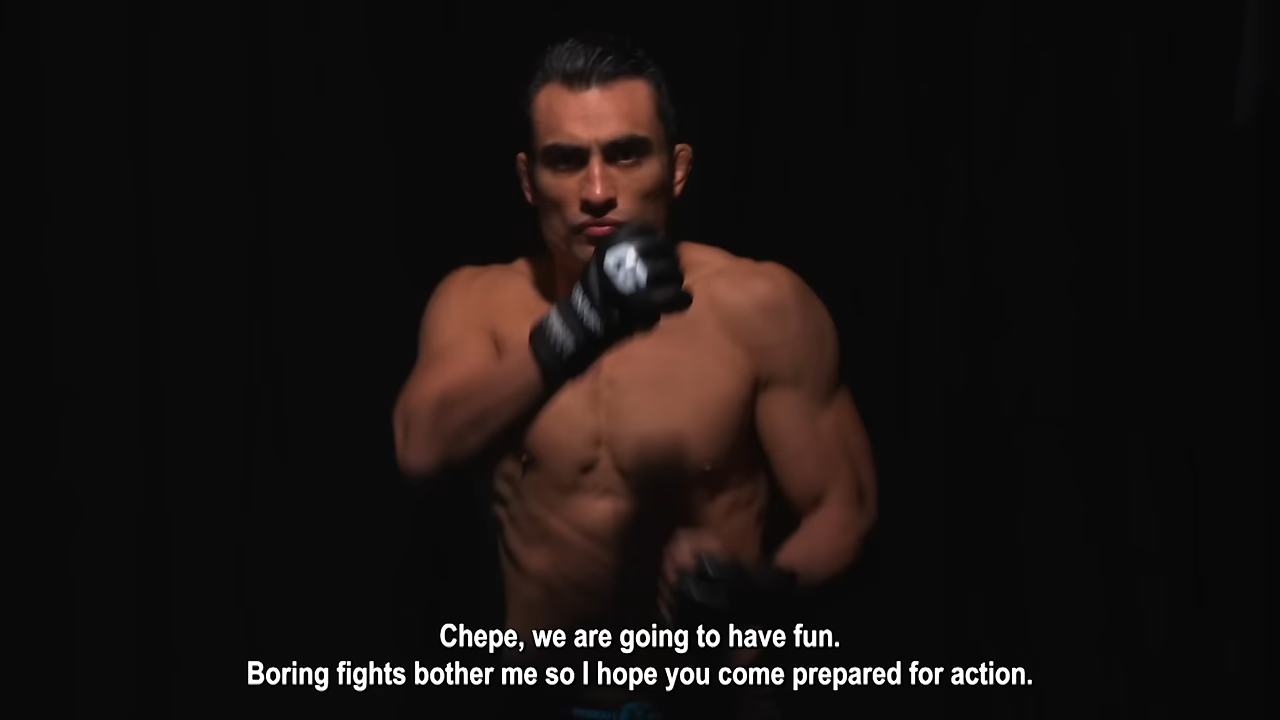 Chepe, we are going to have fun.
Boring fights bother me so I hope you come prepared for action.